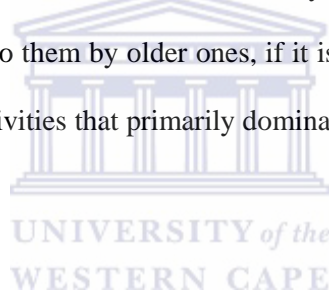 o them by older ones, if it is
ivities that primarily domina
UNIVERSITY of the
WESTERN CAPE